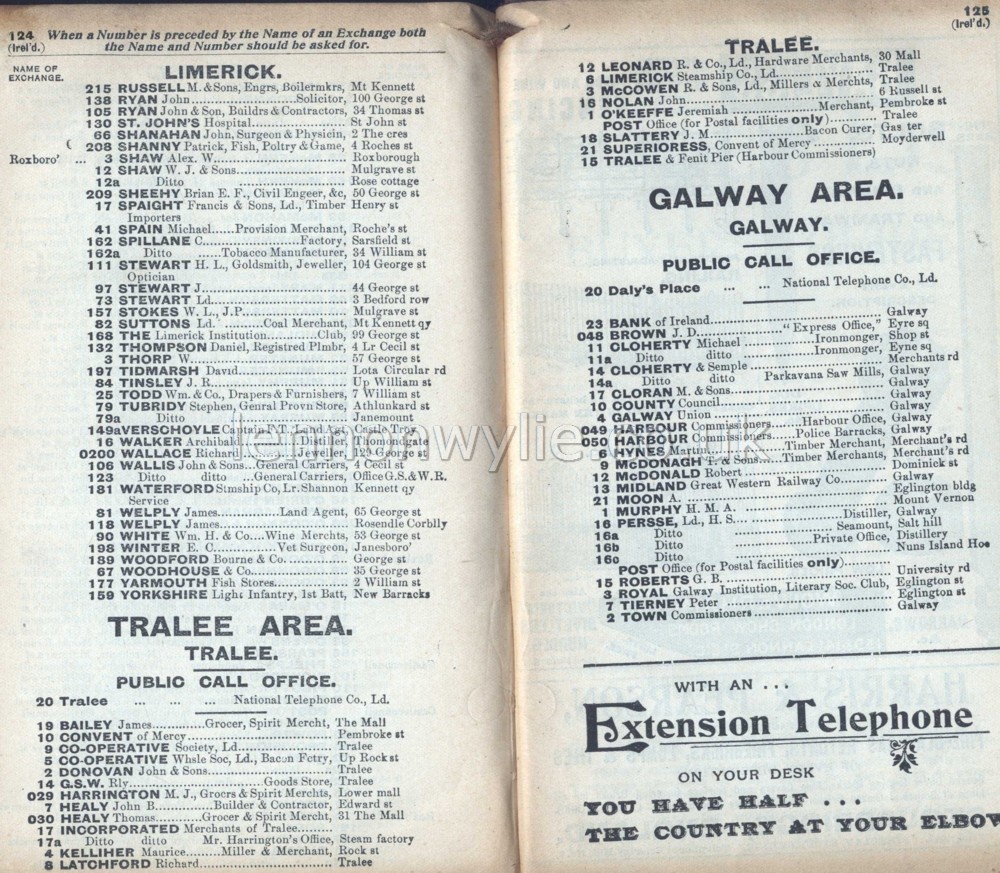 124 When a Number is preceded by the Name of an Exchange both
(Irel'd.) the Name and Number should be asked for.
NAME OF
EXCHANGE.
LIMERICK.
215 RUSSELL M. & Sons, Engrs, Boilermkrs, Mt Kennett
138 RYAN John Solicitor, 100 George st
105 RYAN John & Son, Buildrs & Contractors, 34 Thomas st
130 ST. JOHN'S Hospital St John st
66 SHANAHAN John, Surgeon & Physicin, 2 The cres
208 SHANNY Patrick, Fish, Poltry & Game, 4 Roches st
Roxboro' ... 3 SHAW Alex. W. Roxborough
12 SHAW W. J. & Sons Mulgrave st
12a Ditto Rose cottage
209 SHEEHY Brian E. F., Civil Engeer, &c, 50 George st
17 SPAIGHT Francis & Sons, Ld., Timber Henry st
Importers
41 SPAIN Michael Provision Merchant, Roche's st
162 SPILLANE C. Factory, Sarsfield st
162a Ditto Tobacco Manufacturer, 34 William st
111 STEWART H. L., Goldsmith, Jeweller, 104 George st
Optician
97 STEWART J. 44 George st
73 STEWART Ld. 3 Bedford row
157 STOKES W. L., J.P. Mulgrave st
82 SUTTONS Ld. Coal Merchant, Mt Kennett qy
168 THE Limerick Institution Club, 99 George st
132 THOMPSON Daniel, Registred Plmbr, 4 Lr Cecil st
3 THORP W. 57 George st
197 TIDMARSH David Lota Circular rd
84 TINSLEY J. R. Up William st
25 TODD Wm. & Co., Drapers & Furnishers, 7 William st
79 TUBRIDY Stephen, Genral Provn Store, Athlunkard st
79a Ditto Janemount
149a VERSCHOYLE Captain F.T., Land Agt, Castle Troy
16 WALKER Archibald Distiller, Thomondgate
0200 WALLACE Richard Jeweller, 129 George st
106 WALLIS John & Sons General Carriers, 4 Cecil st
123 Ditto ditto General Carriers, Office G.S. & W.R.
181 WATERFORD Stmship Co, Lr. Shannon Kennett qy
Service
81 WELPLY James Land Agent, 65 George st
118 WELPLY James Rosendle Corblly
90 WHITE Wm. H. & Co. Wine Merchts, 53 George st
198 WINTER E. C. Vet Surgeon, Janesboro'
189 WOODFORD Bourne & Co. George st
67 WOODHOUSE & Co. 35 George st
177 YARMOUTH Fish Stores 2 William st
159 YORKSHIRE Light Infantry, 1st Batt, New Barracks
TRALEE AREA.
TRALEE.
PUBLIC CALL OFFICE.
20 Tralee ... ... ... National Telephone Co., Ld.
19 BAILEY James Grocer, Spirit Mercht, The Mall
10 CONVENT of Mercy Pembroke st
9 CO-OPERATIVE Society, Ld. Tralee
5 CO-OPERATIVE Whsle Soc, Ld., Bacon Fctry, Up Rock st
2 DONOVAN John & Sons Tralee
14 G.S.W. Rly. Goods Store, Tralee
029 HARRINGTON M. J., Grocrs & Spirit Merchts, Lower mall
7 HEALY John B. Builder & Contractor, Edward st
030 HEALY Thomas Grocer & Spirit Mercht, 31 The Mall
17 INCORPORATED Merchants of Tralee
17a Ditto ditto Mr. Harrington's Office, Steam factory
4 KELLIHER Maurice Miller & Merchant, Rock st
8 LATCHFORD Richard Tralee
125
(Irel'd.)
TRALEE.
12 LEONARD R. & Co., Ld., Hardware Merchants, 30 Mall
6 LIMERICK Steamship Co., Ld. Tralee
3 McCOWEN R. & Sons, Ld., Millers & Merchts, Tralee
16 NOLAN John 6 Russell st
1 O'KEEFFE Jeremiah Merchant, Pembroke st
POST Office (for Postal facilities only) Tralee
18 SLATTERY J. M. Bacon Curer, Gas ter
21 SUPERIORESS, Convent of Mercy Moyderwell
15 TRALEE & Fenit Pier (Harbour Commissioners)
GALWAY AREA.
GALWAY.
PUBLIC CALL OFFICE.
20 Daly's Place ... ... National Telephone Co., Ld.
23 BANK of Ireland Galway
048 BROWN J. D. "Express Office," Eyre sq
11 CLOHERTY Michael Ironmonger, Shop st
11a Ditto ditto Ironmonger, Eyne sq
14 CLOHERTY & Semple Merchants rd
14a Ditto ditto Parkavana Saw Mills, Galway
17 CLORAN M. & Sons Galway
10 COUNTY Council Galway
4 GALWAY Union Galway
049 HARBOUR Commissioners Harbour Office, Galway
050 HARBOUR Commissioners Police Barracks, Galway
HYNES Martin Timber Merchant, Merchant's rd
9 McDONAGH T. & Sons Timber Merchants, Merchant's rd
12 McDONALD Robert Dominick st
13 MIDLAND Great Western Railway Co. Galway
21 MOON A. Eglington bldg
1 MURPHY H. M. A. Mount Vernon
16 PERSSE, Ld., H. S. Distiller, Galway
16a Ditto Seamount, Salt hill
16b Ditto Private Office, Distillery
16c Ditto Nuns Island Hoe
POST Office (for Postal facilities only)
15 ROBERTS G. B. University rd
3 ROYAL Galway Institution, Literary Soc. Club, Eglington st
7 TIERNEY Peter Eglington st
2 TOWN Commissioners Galway
WITH AN . . .
Extension Telephone
ON YOUR DESK
YOU HAVE HALF . . .
THE COUNTRY AT YOUR ELBOW
lennonwylie.co.uk